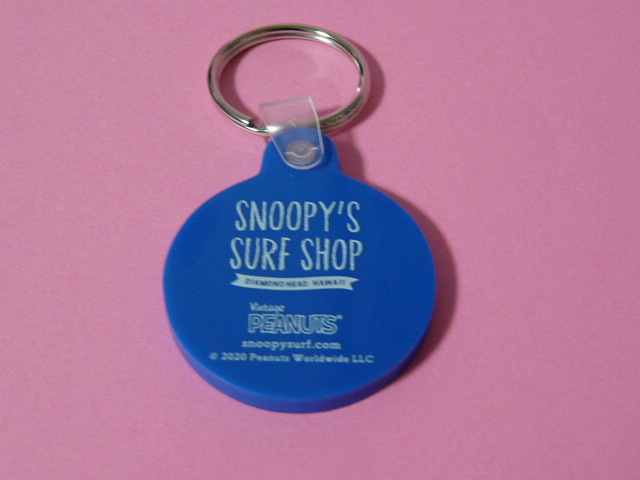 SNOOPY'S
SURF SHOP
DIAMOND HEAD, HAWAII
Vintage
PEANUTS®
snoopysurf.com
© 2020 Peanuts Worldwide LLC